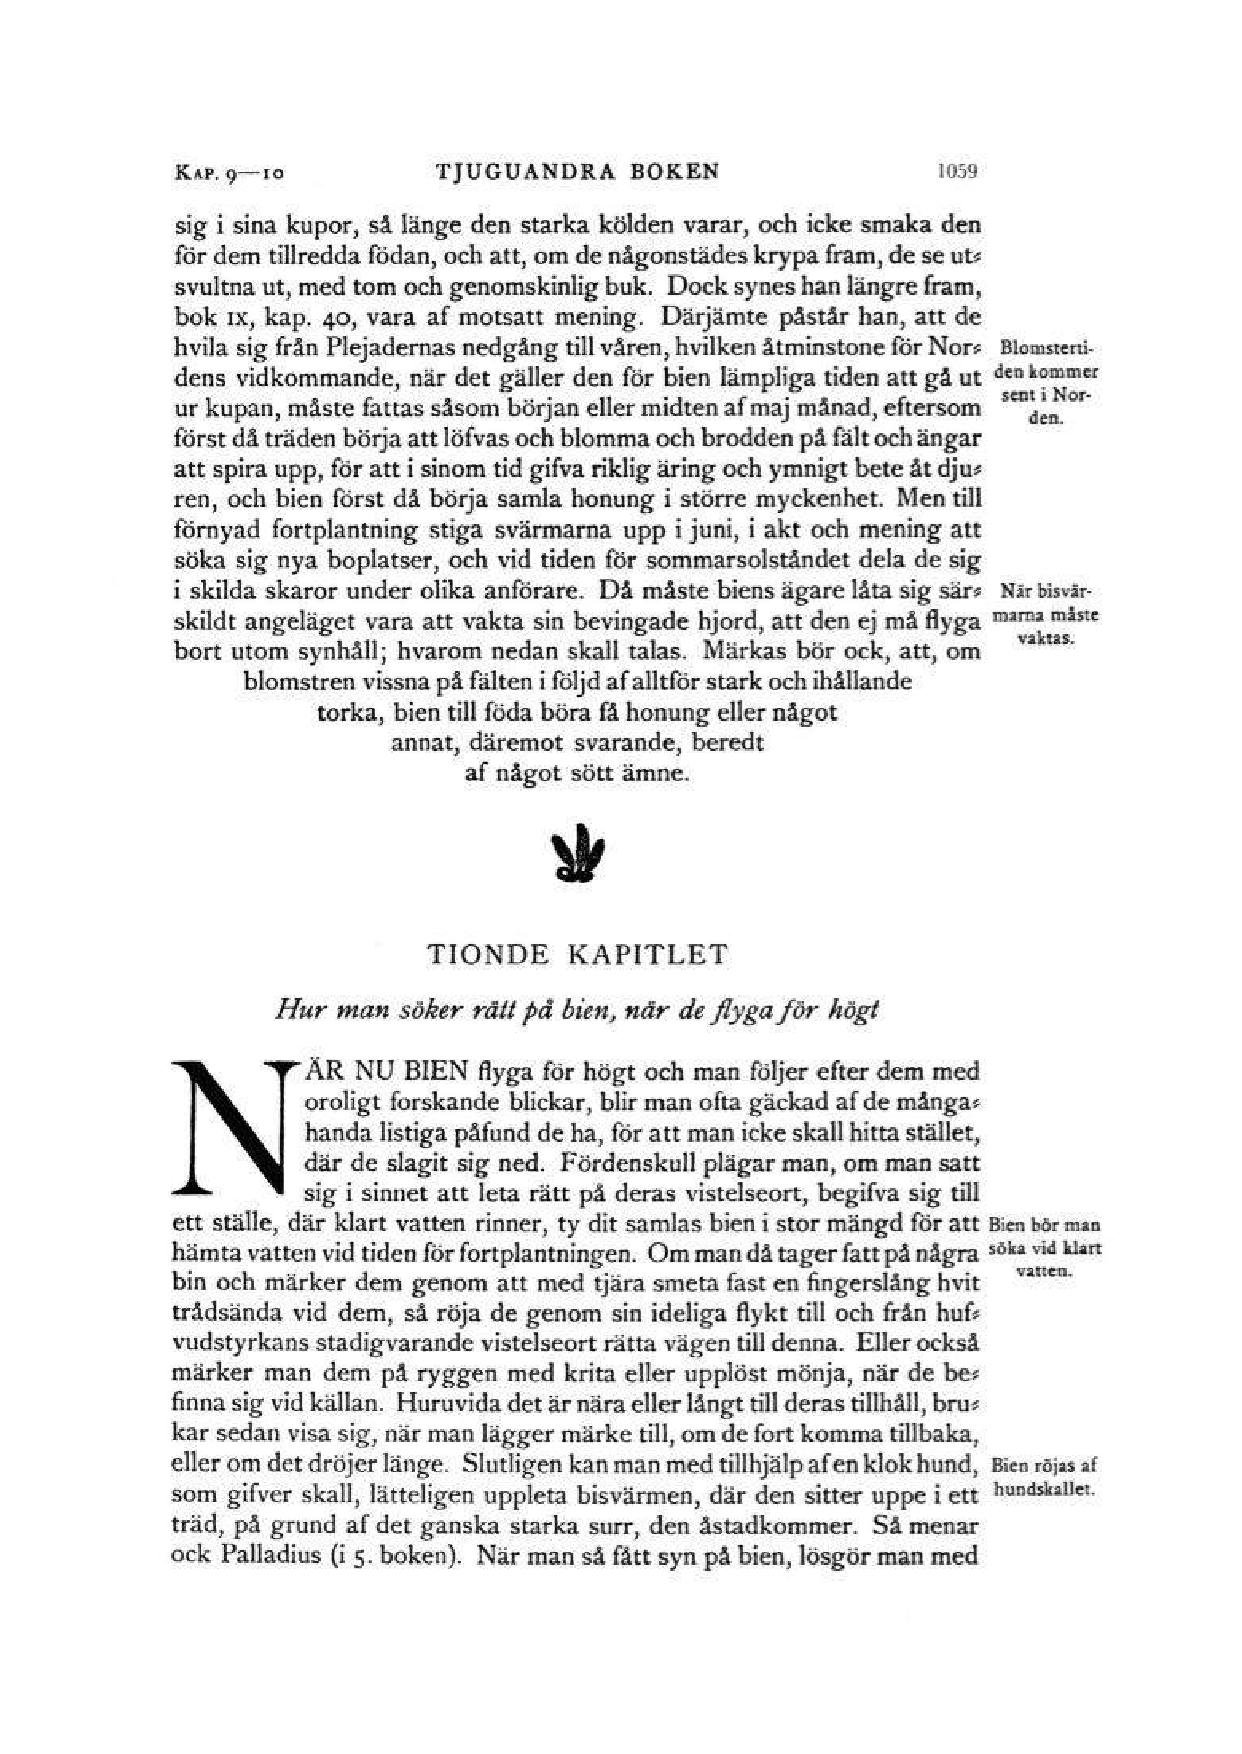 KAP. 9—10 TJUGUANDRA BOKEN 1059
sig i sina kupor, så länge den starka kölden varar, och icke smaka den
för dem tillredda födan, och att, om de någonstädes krypa fram, de se ut-
svultna ut, med tom och genomskinlig buk. Dock synes han längre fram,
bok IX, kap. 40, vara af motsatt mening. Därjämte påstår han, att de
hvila sig från Plejadernas nedgång till våren, hvilken åtminstone för Nor-
dens vidkommande, när det gäller den för bien lämpliga tiden att gå ut
ur kupan, måste fattas såsom början eller midten af maj månad, eftersom
först då träden börja att löfvas och blomma och brodden på fält och ängar
att spira upp, för att i sinom tid gifva riklig äring och ymnigt bete åt dju-
ren, och bien först då börja samla honung i större myckenhet. Men till
förnyad fortplantning stiga svärmarna upp i juni, i akt och mening att
söka sig nya boplatser, och vid tiden för sommarsolståndet dela de sig
i skilda skaror under olika anförare. Då måste biens ägare låta sig sär-
skildt angeläget vara att vakta sin bevingade hjord, att den ej må flyga
bort utom synhåll; hvarom nedan skall talas. Märkas bör ock, att, om
blomstren vissna på fälten i följd af alltför stark och ihållande
torka, bien till föda böra få honung eller något
annat, däremot svarande, beredt
af något sött ämne.
Blomsterti-
den kommer
sent i Nor-
den.
När bisvär-
marna måste
vaktas.
TIONDE KAPITLET
Hur man söker rätt på bien, när de flyga för högt
NÄR NU BIEN flyga för högt och man följer efter dem med
oroligt forskande blickar, blir man ofta gäckad af de många-
handa listiga påfund de ha, för att man icke skall hitta stället,
där de slagit sig ned. Fördenskull plägar man, om man satt
sig i sinnet att leta rätt på deras vistelseort, begifva sig till
ett ställe, där klart vatten rinner, ty dit samlas bien i stor mängd för att
hämta vatten vid tiden för fortplantningen. Om man då tager fatt på några
bin och märker dem genom att med tjära smeta fast en fingerslång hvit
trådsända vid dem, så röja de genom sin ideliga flykt till och från huf-
vudstyrkans stadigvarande vistelseort rätta vägen till denna. Eller också
märker man dem på ryggen med krita eller upplöst mönja, när de be-
finna sig vid källan. Huruvida det är nära eller långt till deras tillhåll, bru-
kar sedan visa sig, när man lägger märke till, om de fort komma tillbaka,
eller om det dröjer länge. Slutligen kan man med tillhjälp af en klok hund,
som gifver skall, lätteligen uppleta bisvärmen, där den sitter uppe i ett
träd, på grund af det ganska starka surr, den åstadkommer. Så menar
ock Palladius (i 5. boken). När man så fått syn på bien, lösgör man med
Bien bör man
söka vid klart
vatten.
Bien röjas af
hundskallet.